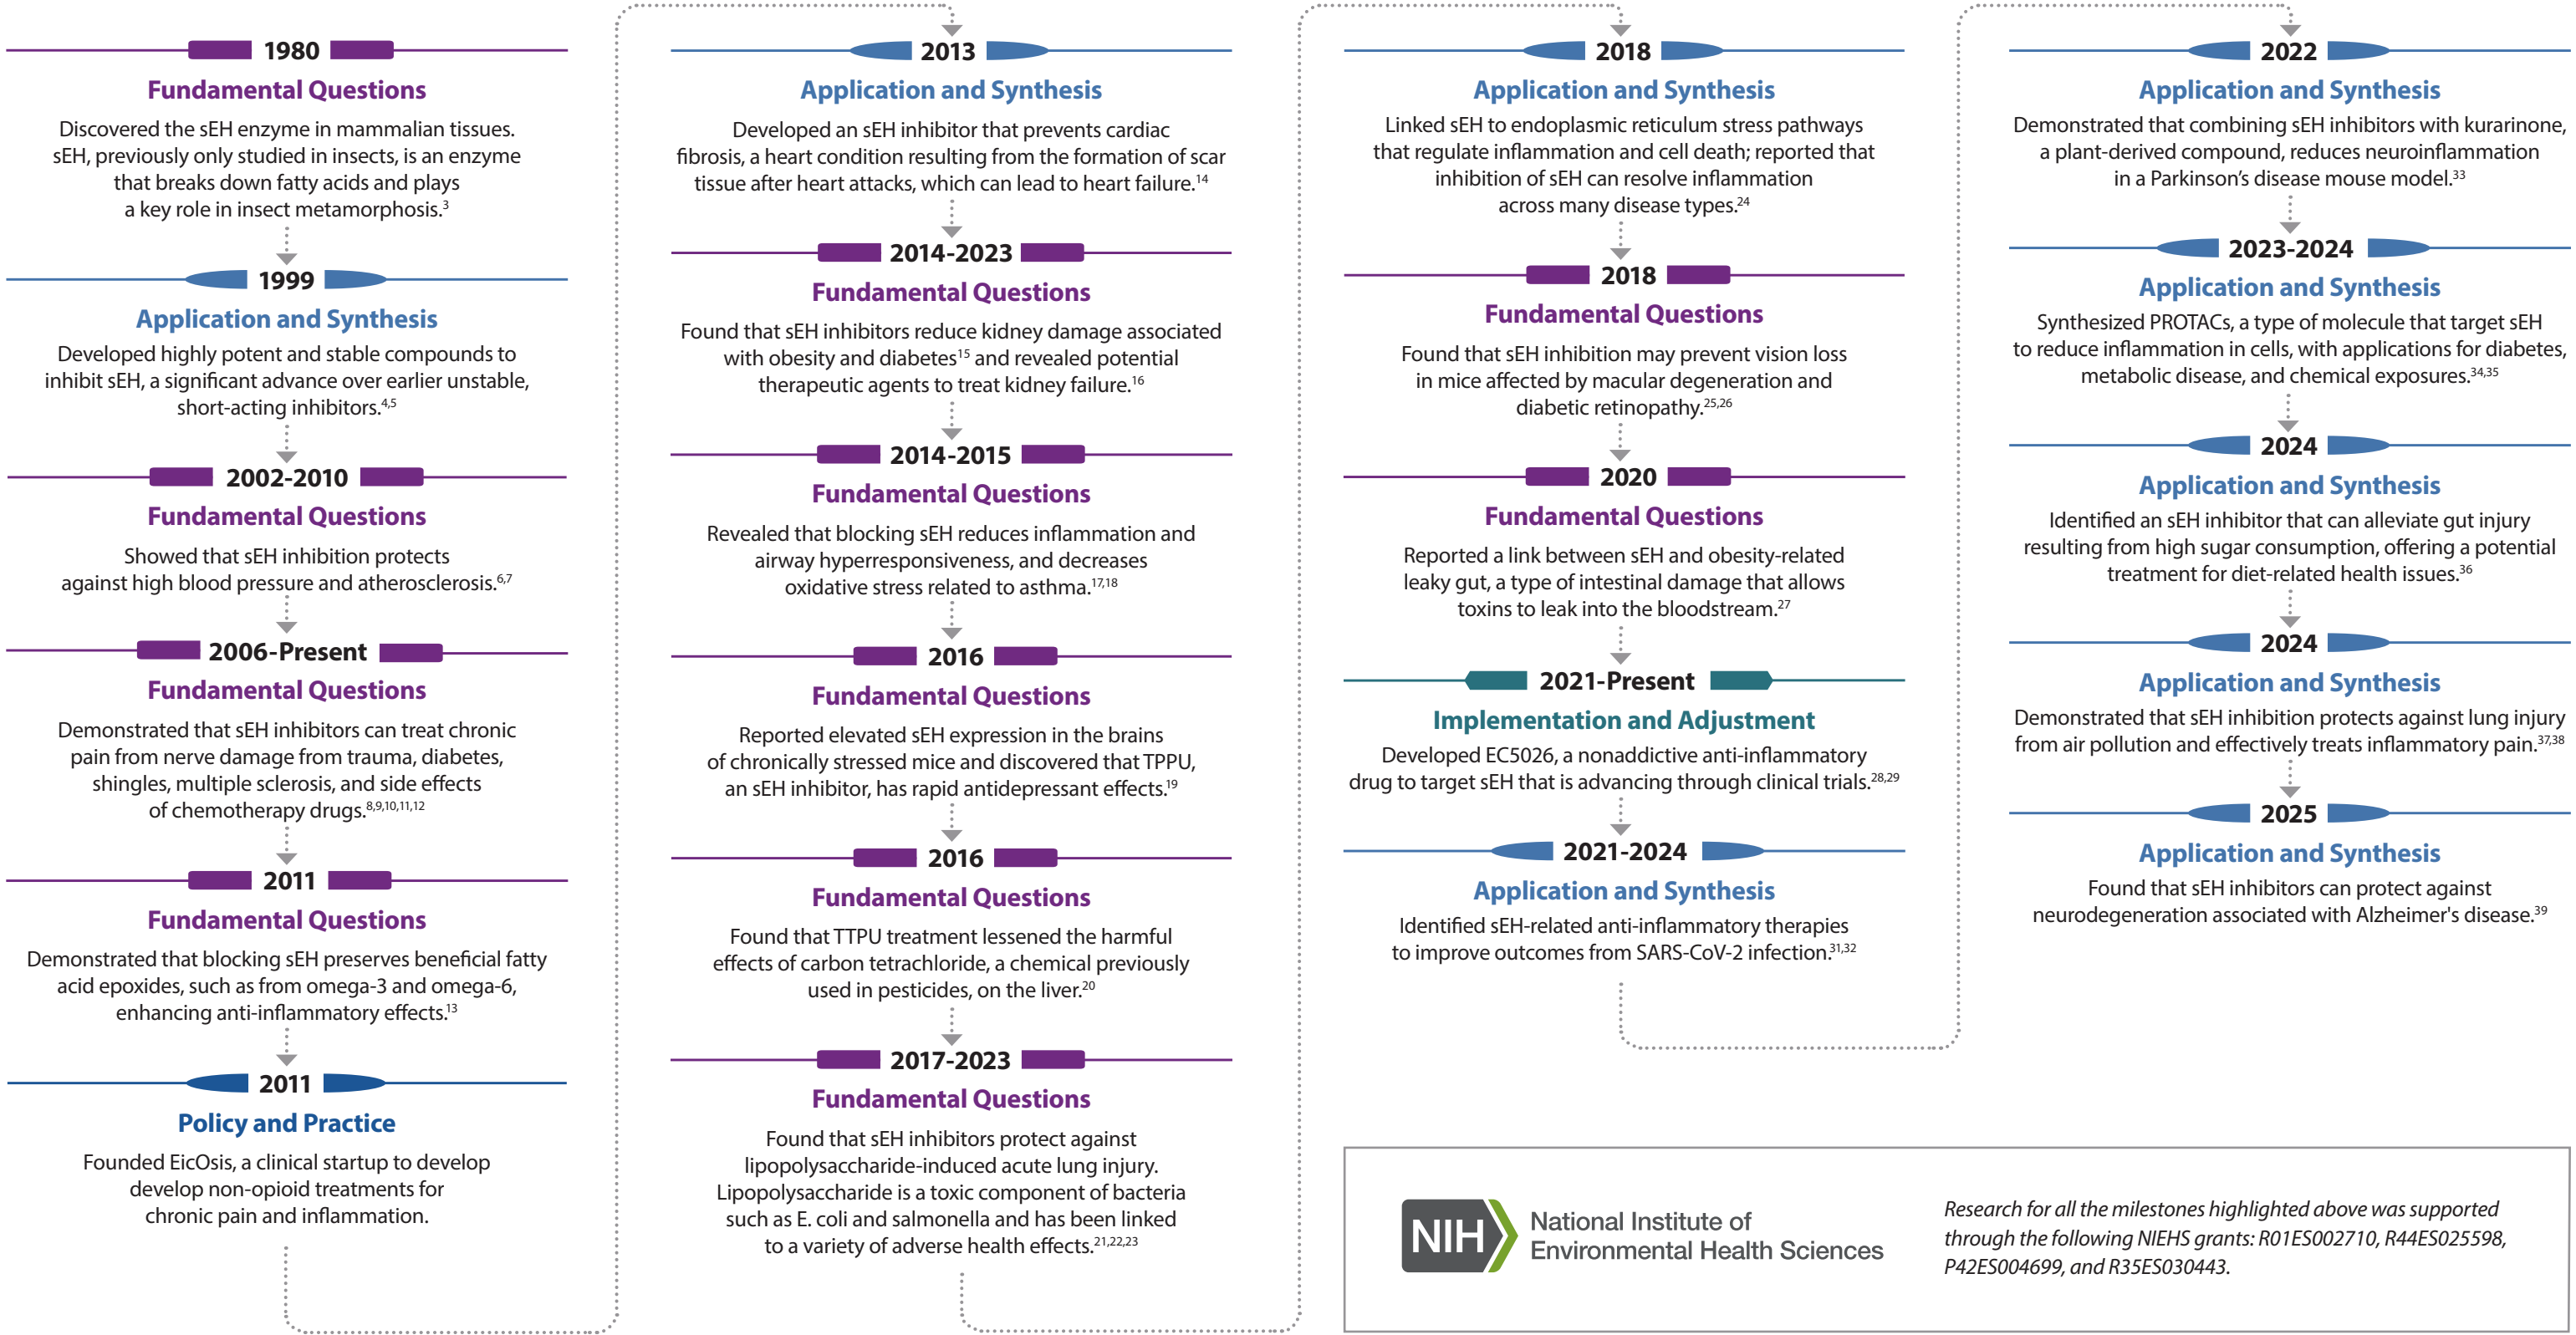 1980
Fundamental Questions
Discovered the sEH enzyme in mammalian tissues.
sEH, previously only studied in insects, is an enzyme
that breaks down fatty acids and plays
a key role in insect metamorphosis.3
1999
Application and Synthesis
Developed highly potent and stable compounds to
inhibit sEH, a significant advance over earlier unstable,
short-acting inhibitors.4,5
2002-2010
Fundamental Questions
Showed that sEH inhibition protects
against high blood pressure and atherosclerosis.6,7
2006-Present
Fundamental Questions
Demonstrated that sEH inhibitors can treat chronic
pain from nerve damage from trauma, diabetes,
shingles, multiple sclerosis, and side effects
of chemotherapy drugs.8,9,10,11,12
2011
Fundamental Questions
Demonstrated that blocking sEH preserves beneficial fatty
acid epoxides, such as from omega-3 and omega-6,
enhancing anti-inflammatory effects.13
2011
Policy and Practice
Founded EicOsis, a clinical startup to develop
develop non-opioid treatments for
chronic pain and inflammation.
2013
Application and Synthesis
Developed an sEH inhibitor that prevents cardiac
fibrosis, a heart condition resulting from the formation of scar
tissue after heart attacks, which can lead to heart failure.14
2014-2023
Fundamental Questions
Found that sEH inhibitors reduce kidney damage associated
with obesity and diabetes15 and revealed potential
therapeutic agents to treat kidney failure.16
2014-2015
Fundamental Questions
Revealed that blocking sEH reduces inflammation and
airway hyperresponsiveness, and decreases
oxidative stress related to asthma.17,18
2016
Fundamental Questions
Reported elevated sEH expression in the brains
of chronically stressed mice and discovered that TPPU,
an sEH inhibitor, has rapid antidepressant effects.19
2016
Fundamental Questions
Found that TTPU treatment lessened the harmful
effects of carbon tetrachloride, a chemical previously
used in pesticides, on the liver.20
2017-2023
Fundamental Questions
Found that sEH inhibitors protect against
lipopolysaccharide-induced acute lung injury.
Lipopolysaccharide is a toxic component of bacteria
such as E. coli and salmonella and has been linked
to a variety of adverse health effects.21,22,23
2018
Application and Synthesis
Linked sEH to endoplasmic reticulum stress pathways
that regulate inflammation and cell death; reported that
inhibition of sEH can resolve inflammation
across many disease types.24
2018
Fundamental Questions
Found that sEH inhibition may prevent vision loss
in mice affected by macular degeneration and
diabetic retinopathy.25,26
2020
Fundamental Questions
Reported a link between sEH and obesity-related
leaky gut, a type of intestinal damage that allows
toxins to leak into the bloodstream.27
2021-Present
Implementation and Adjustment
Developed EC5026, a nonaddictive anti-inflammatory
drug to target sEH that is advancing through clinical trials.28,29
2021-2024
Application and Synthesis
Identified sEH-related anti-inflammatory therapies
to improve outcomes from SARS-CoV-2 infection.31,32
2022
Application and Synthesis
Demonstrated that combining sEH inhibitors with kurarinone,
a plant-derived compound, reduces neuroinflammation
in a Parkinson’s disease mouse model.33
2023-2024
Application and Synthesis
Synthesized PROTACs, a type of molecule that target sEH
to reduce inflammation in cells, with applications for diabetes,
metabolic disease, and chemical exposures.34,35
2024
Application and Synthesis
Identified an sEH inhibitor that can alleviate gut injury
resulting from high sugar consumption, offering a potential
treatment for diet-related health issues.36
2024
Application and Synthesis
Demonstrated that sEH inhibition protects against lung injury
from air pollution and effectively treats inflammatory pain.37,38
2025
Application and Synthesis
Found that sEH inhibitors can protect against
neurodegeneration associated with Alzheimer's disease.39
NIH
National Institute of
Environmental Health Sciences
Research for all the milestones highlighted above was supported
through the following NIEHS grants: R01ES002710, R44ES025598,
P42ES004699, and R35ES030443.